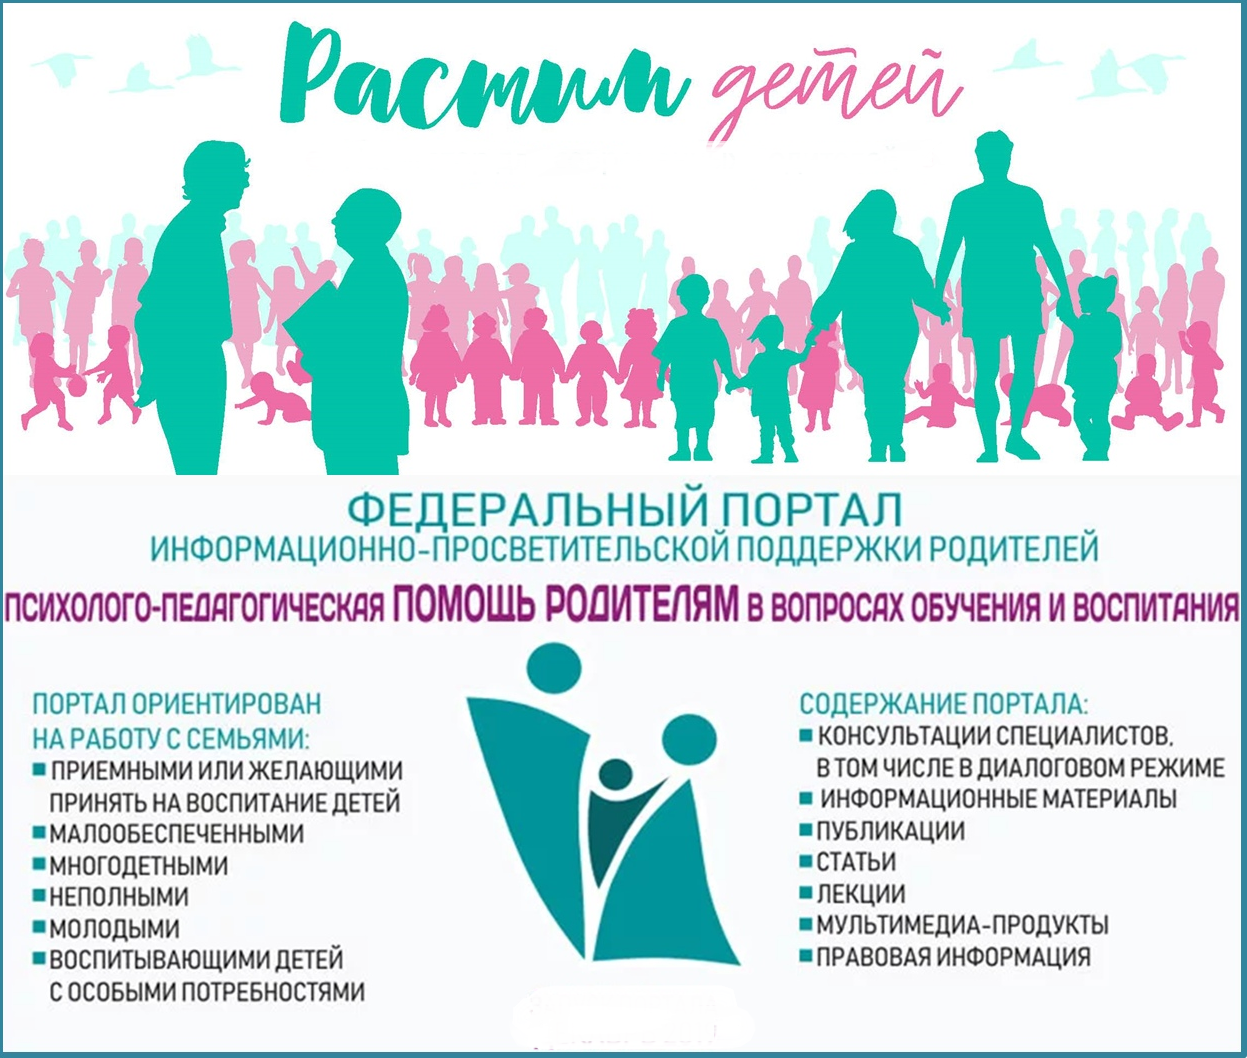 Растим детей
ФЕДЕРАЛЬНЫЙ ПОРТАЛ
ИНФОРМАЦИОННО-ПРОСВЕТИТЕЛЬСКОЙ ПОДДЕРЖКИ РОДИТЕЛЕЙ
ПСИХОЛОГО-ПЕДАГОГИЧЕСКАЯ ПОМОЩЬ РОДИТЕЛЯМ В ВОПРОСАХ ОБУЧЕНИЯ И ВОСПИТАНИЯ
ПОРТАЛ ОРИЕНТИРОВАН
НА РАБОТУ С СЕМЬЯМИ:
ПРИЕМНЫМИ ИЛИ ЖЕЛАЮЩИМИ
ПРИНЯТЬ НА ВОСПИТАНИЕ ДЕТЕЙ
МАЛООБЕСПЕЧЕННЫМИ
МНОГОДЕТНЫМИ
НЕПОЛНЫМИ
МОЛОДЫМИ
ВОСПИТЫВАЮЩИМИ ДЕТЕЙ
С ОСОБЫМИ ПОТРЕБНОСТЯМИ
СОДЕРЖАНИЕ ПОРТАЛА:
КОНСУЛЬТАЦИИ СПЕЦИАЛИСТОВ,
В ТОМ ЧИСЛЕ В ДИАЛОГОВОМ РЕЖИМЕ
ИНФОРМАЦИОННЫЕ МАТЕРИАЛЫ
ПУБЛИКАЦИИ
СТАТЬИ
ЛЕКЦИИ
МУЛЬТИМЕДИА-ПРОДУКТЫ
ПРАВОВАЯ ИНФОРМАЦИЯ